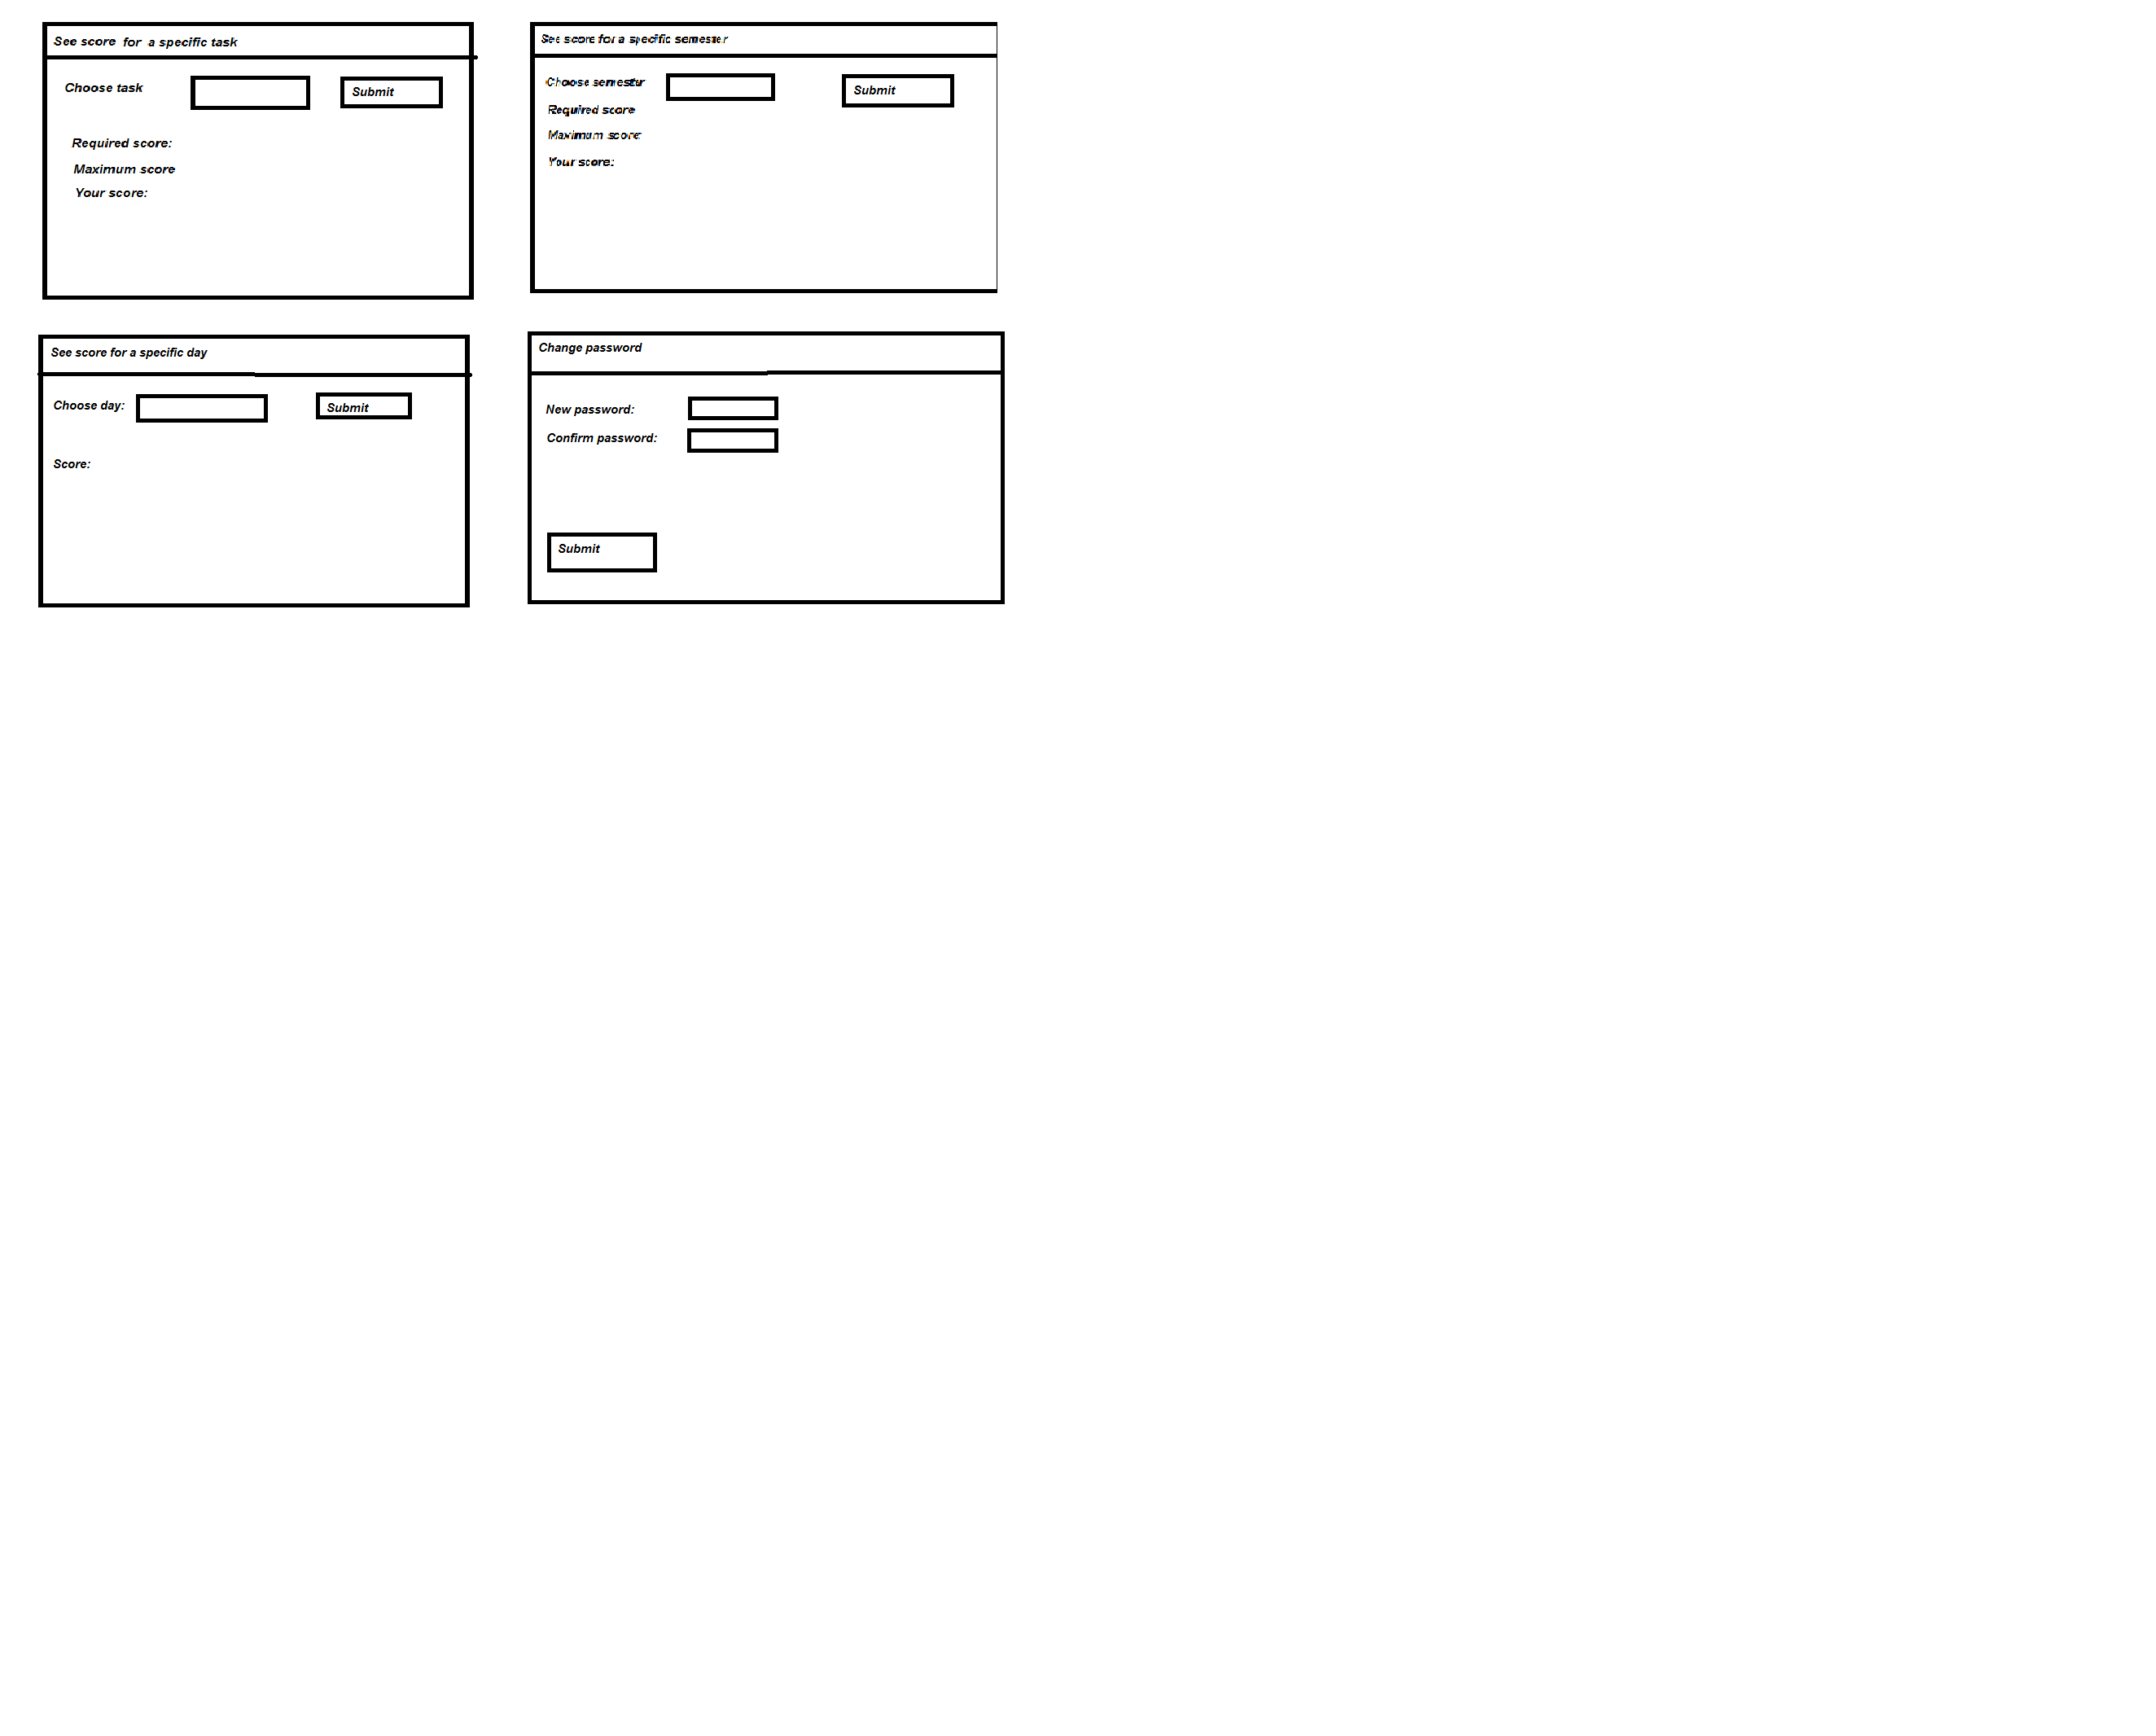 See score for a specific task
Choose task
Submit
Required score:
Maximum score
Your score:
See score for a specific semester
Choose semester
Submit
Required score
Maximum score
Your score:
See score for a specific day
Choose day:
Submit
Score:
Change password
New password:
Confirm password:
Submit